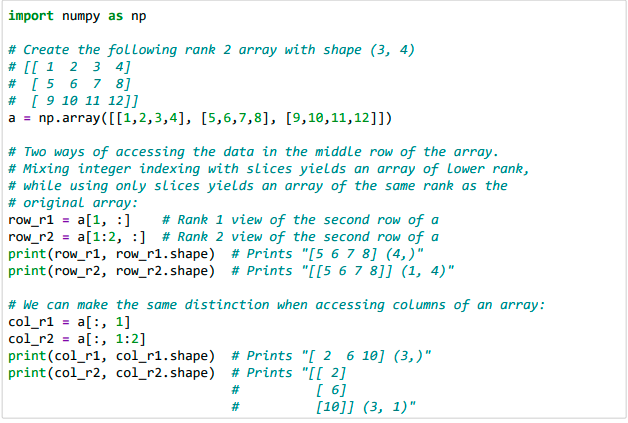 import numpy as np
# Create the following rank 2 array with shape (3, 4)
# [[ 1  2  3  4]
#  [ 5  6  7  8]
#  [ 9 10 11 12]]
a = np.array([[1,2,3,4], [5,6,7,8], [9,10,11,12]])
# Two ways of accessing the data in the middle row of the array.
# Mixing integer indexing with slices yields an array of lower rank,
# while using only slices yields an array of the same rank as the
# original array:
row_r1 = a[1, :]    # Rank 1 view of the second row of a
row_r2 = a[1:2, :]  # Rank 2 view of the second row of a
print(row_r1, row_r1.shape)  # Prints "[5 6 7 8] (4,)"
print(row_r2, row_r2.shape)  # Prints "[[5 6 7 8]] (1, 4)"
# We can make the same distinction when accessing columns of an array:
col_r1 = a[:, 1]
col_r2 = a[:, 1:2]
print(col_r1, col_r1.shape)  # Prints "[ 2  6 10] (3,)"
print(col_r2, col_r2.shape)  # Prints "[[ 2]
                             #          [ 6]
                             #          [10]] (3, 1)"